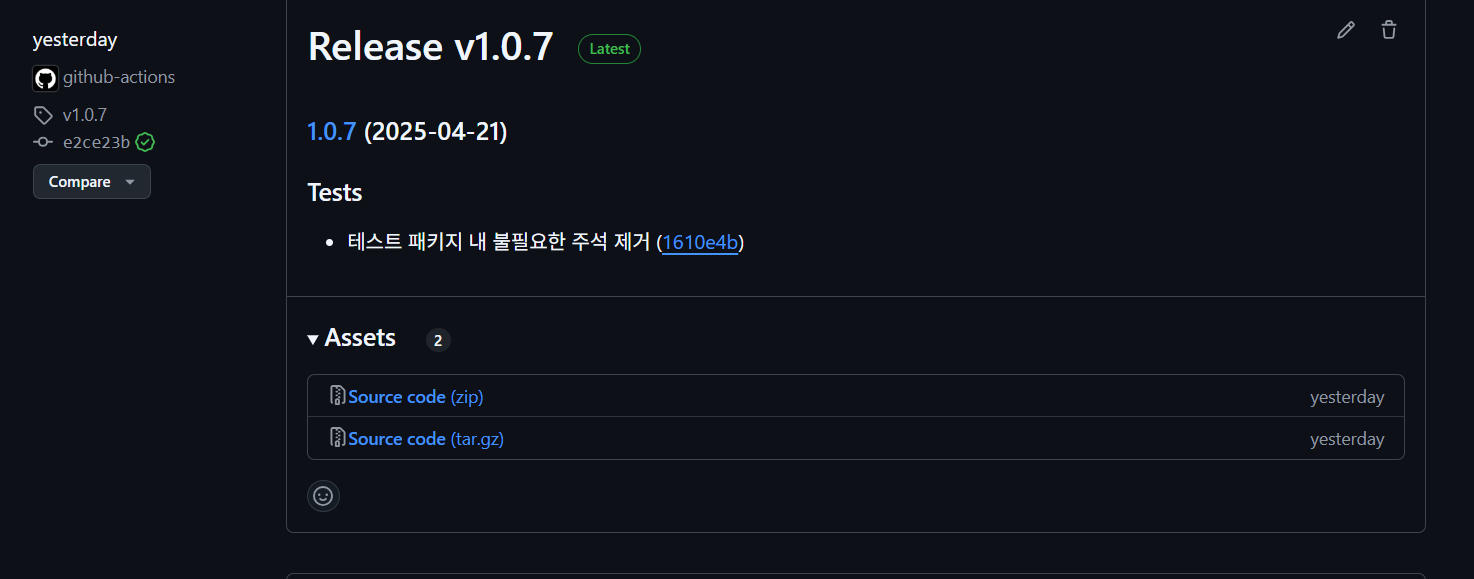 yesterday
github-actions
v1.0.7
e2ce23b
Compare
Release v1.0.7 Latest
1.0.7 (2025-04-21)
Tests
• 테스트 패키지 내 불필요한 주석 제거 (1610e4b)
Assets 2
Source code (zip) yesterday
Source code (tar.gz) yesterday